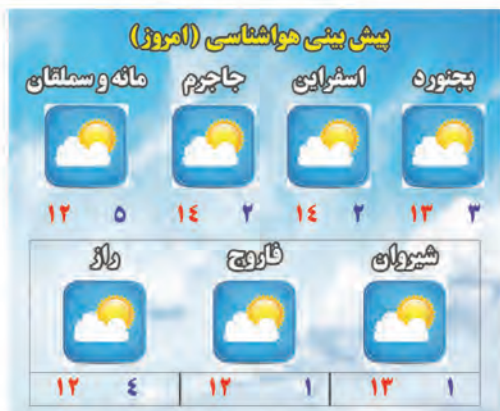 پیش بینی هواشناسی (امروز)
بجنورد اسفراین جاجرم مانه و سملقان
۳ ۱۳ ۲ ۱۴ ۲ ۱۴ ۵ ۱۲
شیروان فاروج راز
۱ ۱۳ ۱ ۱۲ ۴ ۱۲